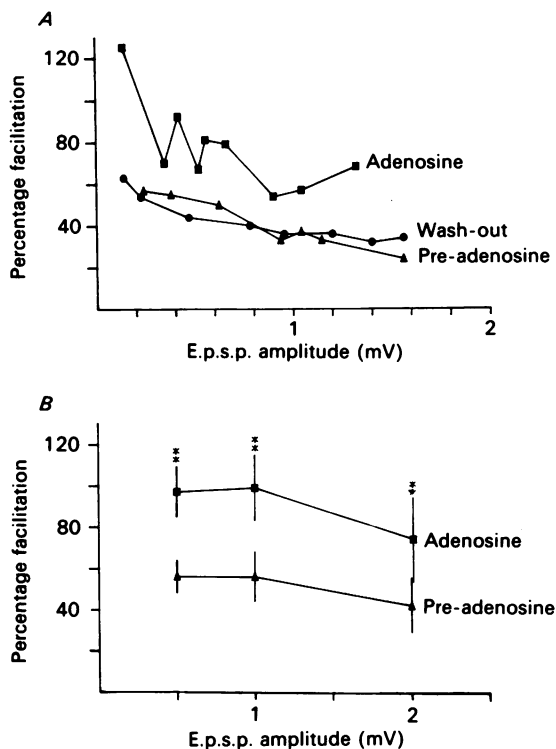 A
Percentage facilitation
120
80
40
Adenosine
Wash-out
Pre-adenosine
1
2
E.p.s.p. amplitude (mV)
B
Percentage facilitation
120
80
40
**
**
**
Adenosine
Pre-adenosine
1
2
E.p.s.p. amplitude (mV)